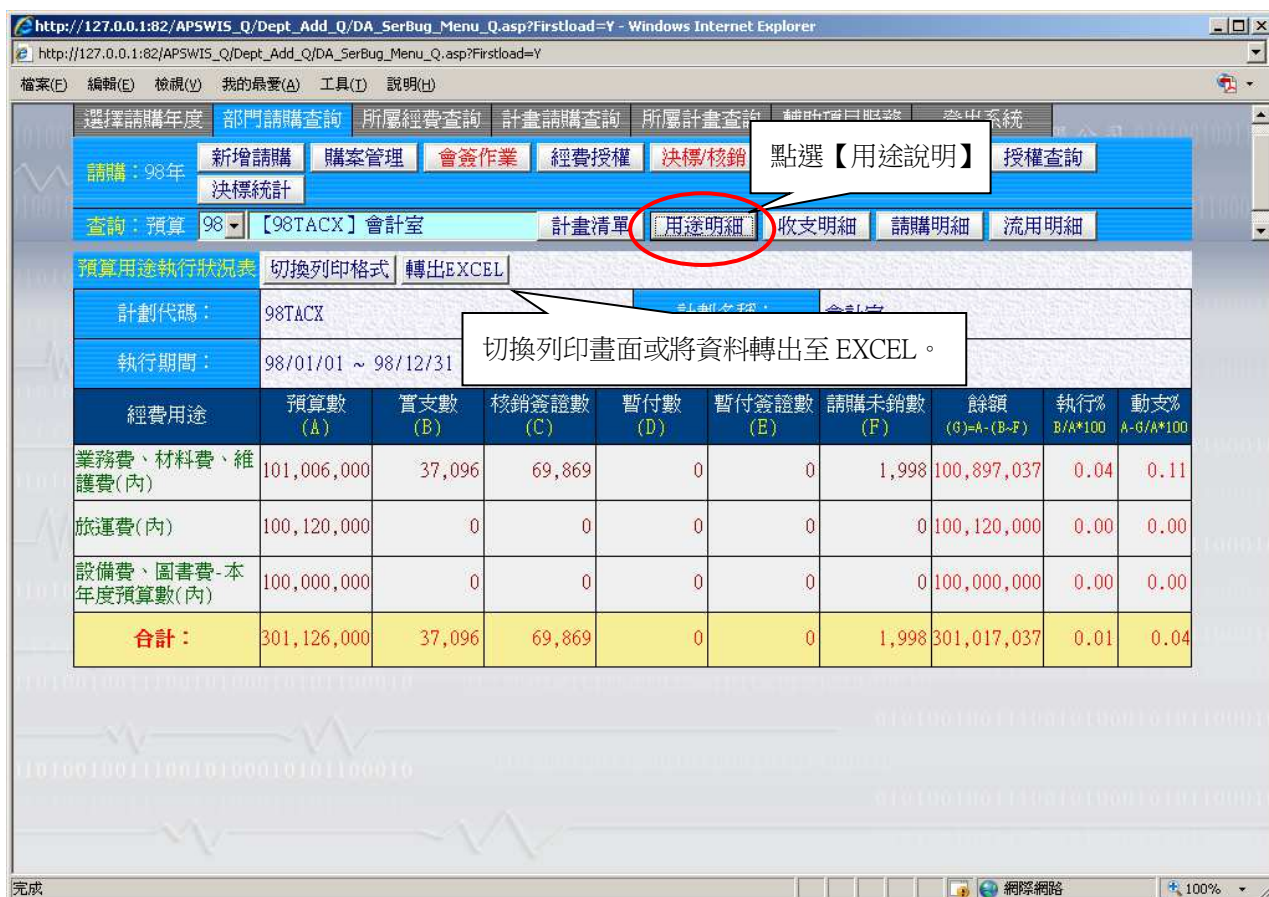 http://127.0.0.1:82/APSWIS_Q/Dept_Add_Q/DA_SerBug_Menu_Q.asp?Firstload=Y - Windows Internet Explorer
http://127.0.0.1:82/APSWIS_Q/Dept_Add_Q/DA_SerBug_Menu_Q.asp?Firstload=Y
檔案(F) 編輯(E) 檢視(V) 我的最愛(A) 工具(T) 說明(H)
選擇請購年度 部門請購查詢 所屬經費查詢 計畫請購查詢 所屬計畫查詢 輔助項目服務 登出系統
點選【用途說明】
請購：98年 新增請購 購案管理 會簽作業 經費授權 決標/核銷 授權查詢
決標統計
查詢：預算 98 【98TACX】會計室 計畫清單 用途明細 收支明細 請購明細 流用明細
預算用途執行狀況表 切換列印格式 轉出EXCEL
計劃代碼： 98TACX 計劃名稱： 會計室
切換列印畫面或將資料轉出至 EXCEL。
執行期間： 98/01/01 ~ 98/12/31
經費用途 預算數 實支數 核銷簽證數 暫付數 暫付簽證數 請購未銷數 餘額 執行% 動支%
(A) (B) (C) (D) (E) (F) (G)=A-(B~F) B/A*100 A-G/A*100
業務費、材料費、維護費(內) 101,006,000 37,096 69,869 0 0 1,998 100,897,037 0.04 0.11
旅運費(內) 100,120,000 0 0 0 0 0 100,120,000 0.00 0.00
設備費、圖書費-本年度預算數(內) 100,000,000 0 0 0 0 0 100,000,000 0.00 0.00
合計： 301,126,000 37,096 69,869 0 0 1,998 301,017,037 0.01 0.04
完成 網際網路 100%